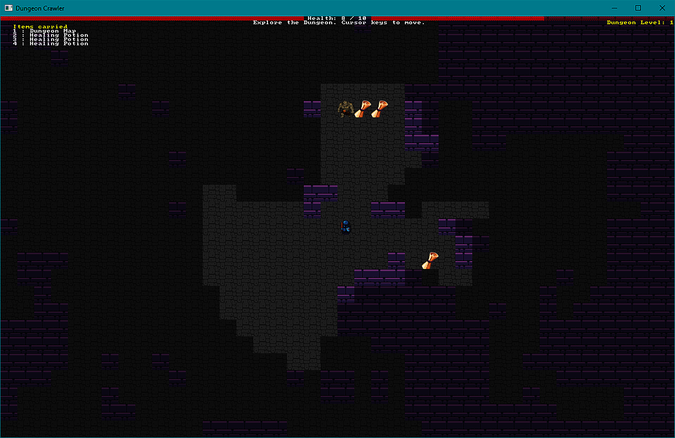 Dungeon Crawler
Health: 8 / 10
Explore the Dungeon. Cursor keys to move.
Dungeon Level: 1
Items carried
1 : Dungeon Map
2 : Healing Potion
3 : Healing Potion
4 : Healing Potion